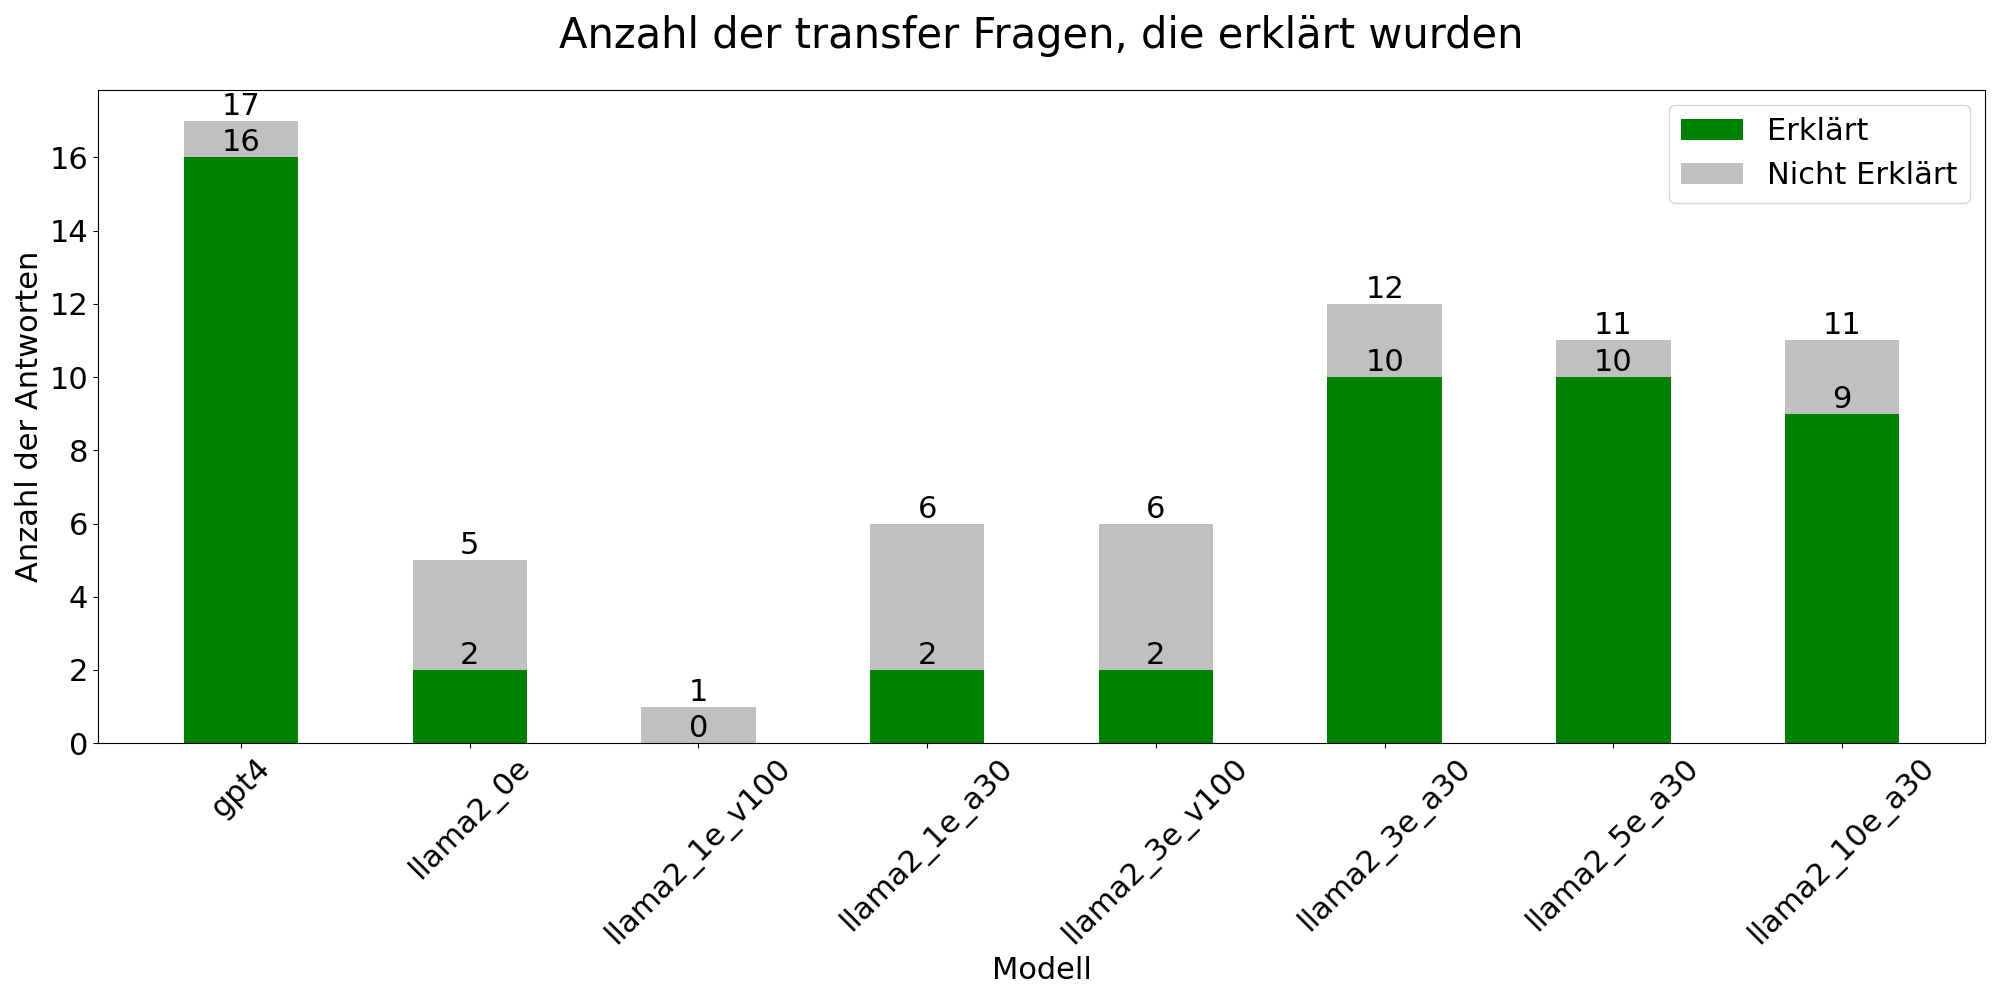 Anzahl der transfer Fragen, die erklärt wurden
Erklärt
Nicht Erklärt
Anzahl der Antworten
16
14
12
10
8
6
4
2
0
17
16
5
2
1
0
6
2
6
2
12
10
11
10
11
9
gpt4
llama2_0e
llama2_1e_v100
llama2_1e_a30
llama2_3e_v100
llama2_3e_a30
llama2_5e_a30
llama2_10e_a30
Modell